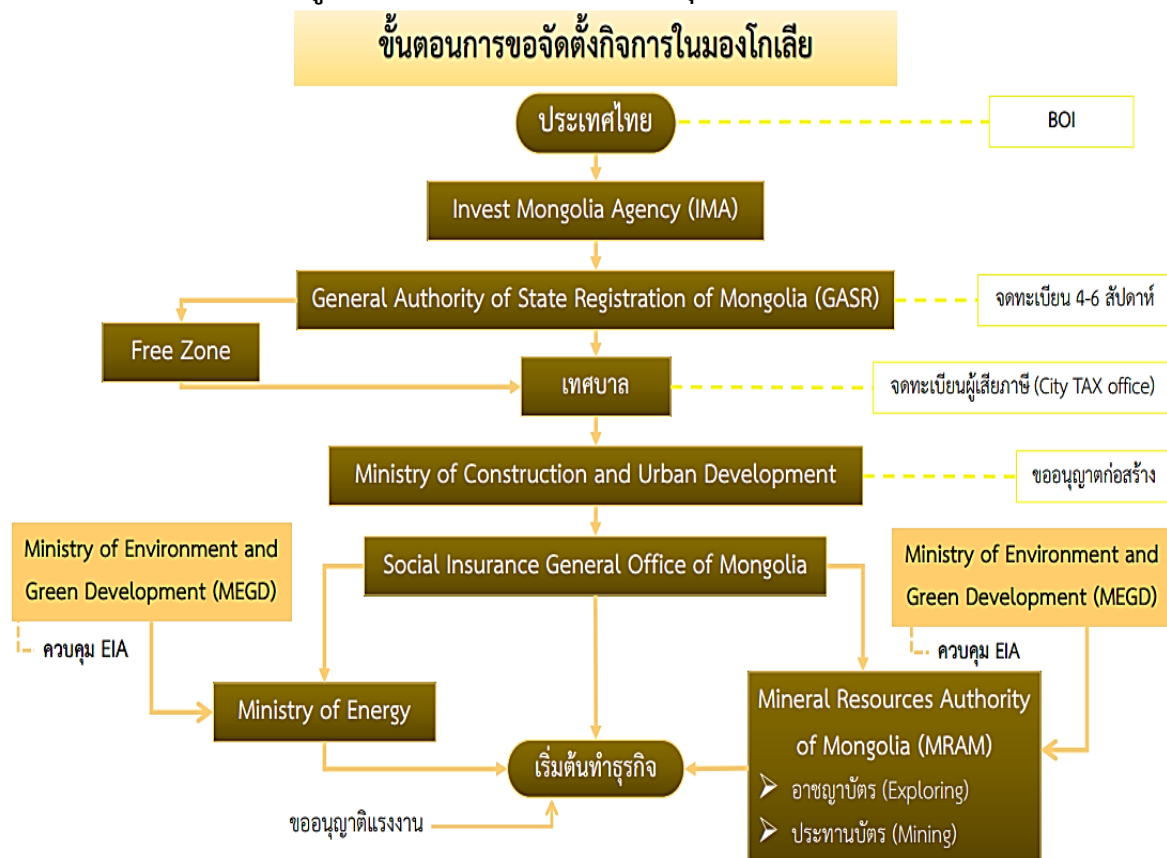 ขั้นตอนการขอจัดตั้งกิจการในมองโกเลีย
ประเทศไทย
BOI
Invest Mongolia Agency (IMA)
General Authority of State Registration of Mongolia (GASR)
จดทะเบียน 4-6 สัปดาห์
Free Zone
เทศบาล
จดทะเบียนผู้เสียภาษี (City TAX office)
Ministry of Construction and Urban Development
ขออนุญาตก่อสร้าง
Ministry of Environment and
Green Development (MEGD)
ควบคุม EIA
Social Insurance General Office of Mongolia
Ministry of Environment and
Green Development (MEGD)
ควบคุม EIA
Ministry of Energy
Mineral Resources Authority
of Mongolia (MRAM)
➤ อาชญาบัตร (Exploring)
➤ ประทานบัตร (Mining)
เริ่มต้นทำธุรกิจ
ขออนุญาติแรงงาน